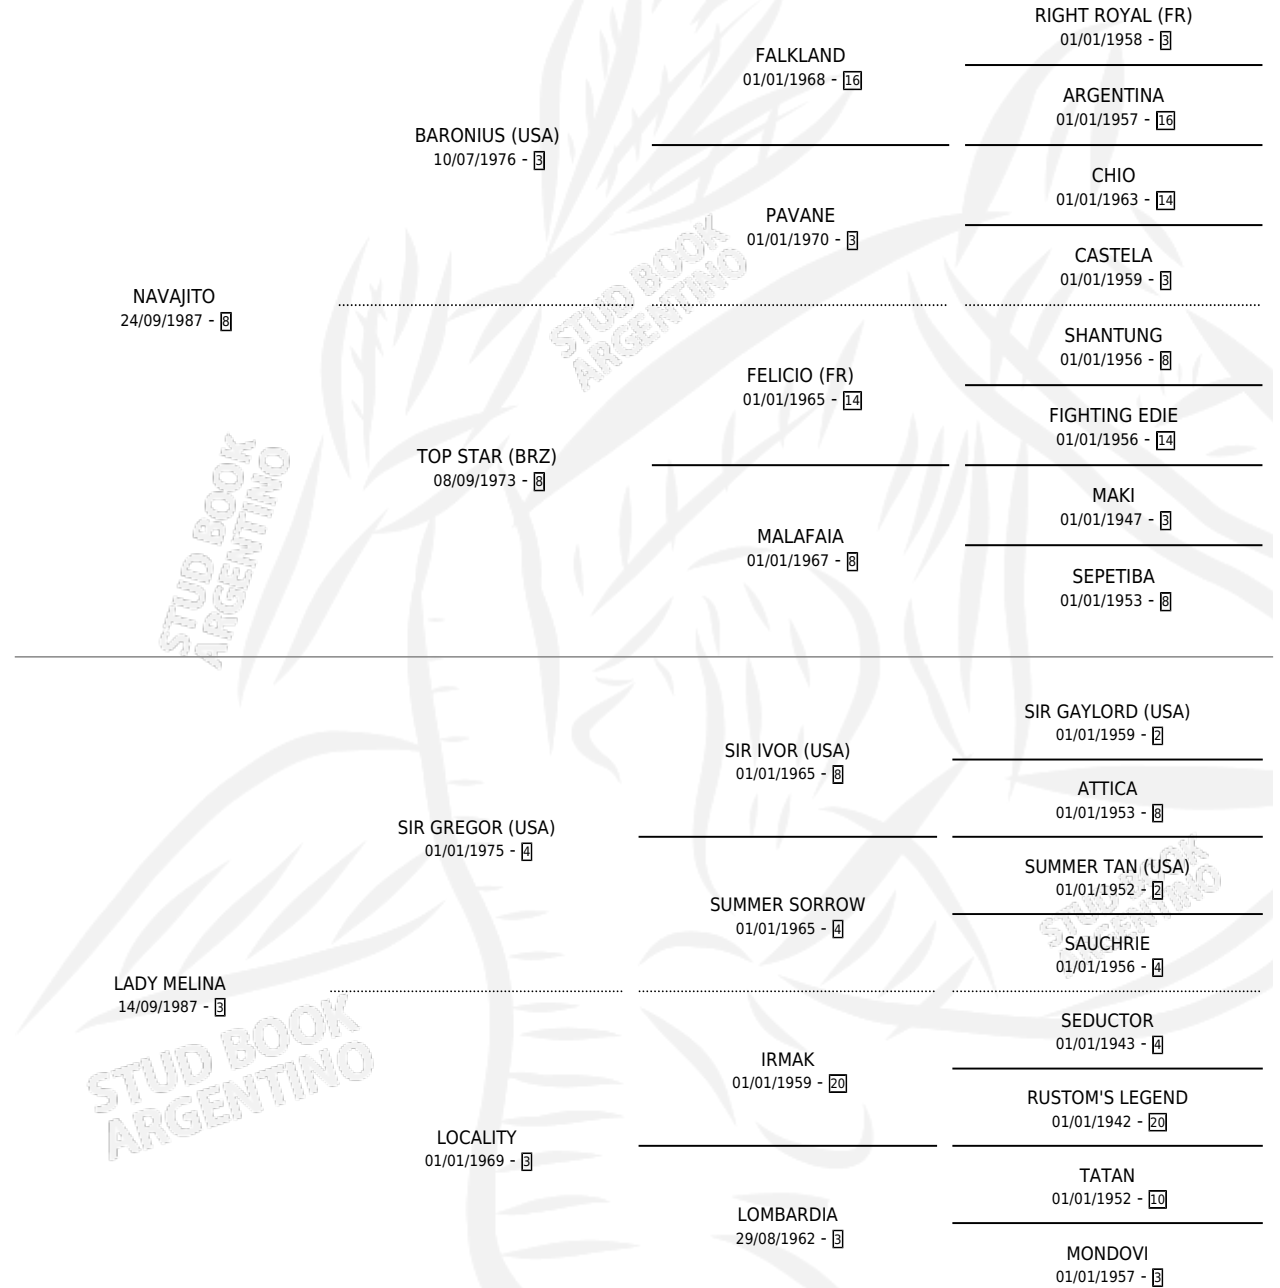 RIGHT ROYAL (FR)
01/01/1958 - 3
FALKLAND
01/01/1968 - 16
ARGENTINA
01/01/1957 - 16
BARONIUS (USA)
10/07/1976 - 3
CHIO
01/01/1963 - 14
PAVANE
01/01/1970 - 3
CASTELA
01/01/1959 - 3
NAVAJITO
24/09/1987 - 8
SHANTUNG
01/01/1956 - 8
FELICIO (FR)
01/01/1965 - 14
FIGHTING EDIE
01/01/1956 - 14
TOP STAR (BRZ)
08/09/1973 - 8
MAKI
01/01/1947 - 3
MALAFAIA
01/01/1967 - 8
SEPETIBA
01/01/1953 - 8
SIR GAYLORD (USA)
01/01/1959 - 2
SIR IVOR (USA)
01/01/1965 - 8
ATTICA
01/01/1953 - 8
SIR GREGOR (USA)
01/01/1975 - 4
SUMMER TAN (USA)
01/01/1952 - 2
SUMMER SORROW
01/01/1965 - 4
SAUCHRIE
01/01/1956 - 4
LADY MELINA
14/09/1987 - 3
SEDUCTOR
01/01/1943 - 4
IRMAK
01/01/1959 - 20
RUSTOM'S LEGEND
01/01/1942 - 20
LOCALITY
01/01/1969 - 3
TATAN
01/01/1952 - 10
LOMBARDIA
29/08/1962 - 3
MONDOVI
01/01/1957 - 3
STUD BOOK
ARGENTINO
STUD BOOK
ARGENTINO
STUD BOOK
ARGENTINO
STUD BOOK
ARGENTINO